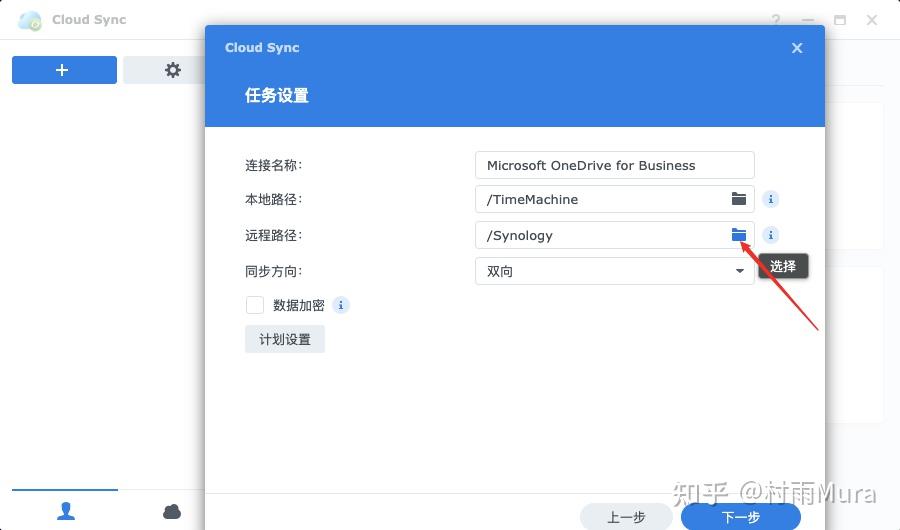 Cloud Sync
Cloud Sync
任务设置
连接名称： Microsoft OneDrive for Business
本地路径： /TimeMachine
远程路径： /Synology
选择
同步方向： 双向
数据加密
计划设置
上一步 下一步
知乎 @村雨Mura